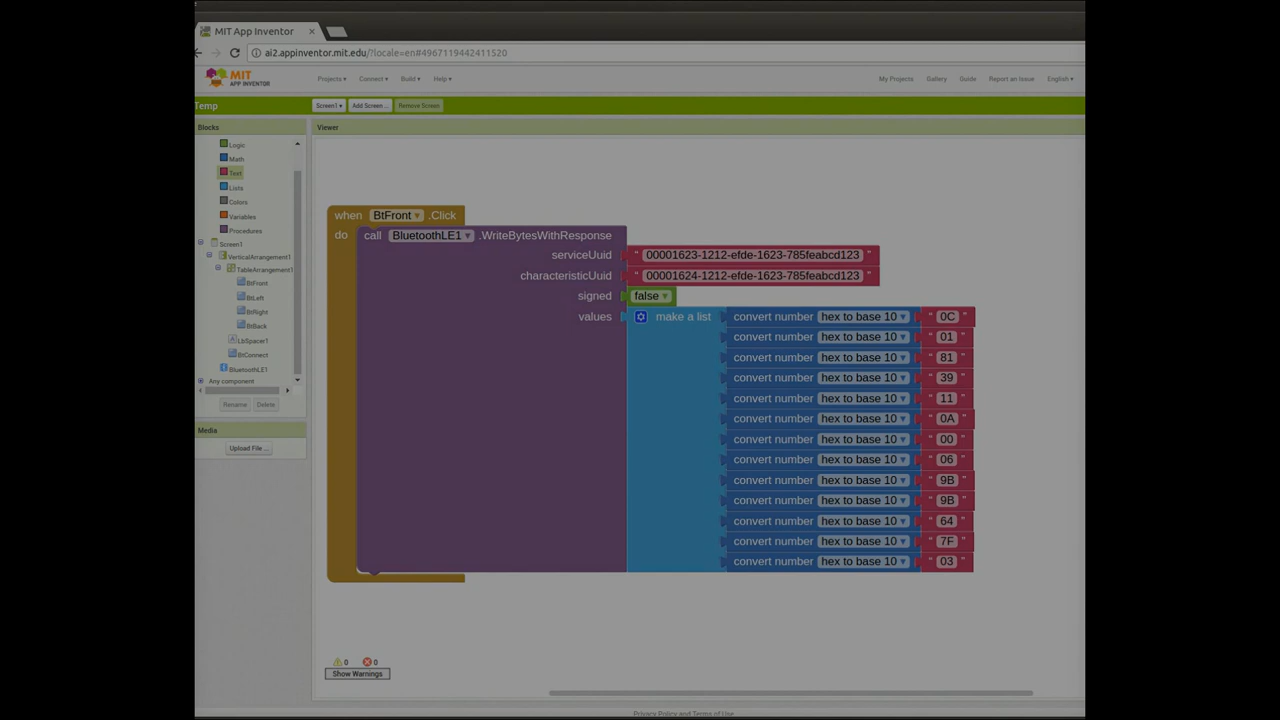 MIT App Inventor
ai2.appinventor.mit.edu/?locale=en#4967119442411520
MIT
APP INVENTOR
Projects Connect Build Help
My Projects Gallery Guide Report an Issue English
Temp
Screen1 Add Screen ... Remove Screen
Blocks
Viewer
Logic
Math
Text
Lists
Colors
Variables
Procedures
Screen1
VerticalArrangement1
TableArrangement1
BtFront
BtLeft
BtRight
BtBack
LbSpacer1
BtConnect
BluetoothLE1
Any component
Rename Delete
Media
Upload File ...
when BtFront .Click
do call BluetoothLE1 .WriteBytesWithResponse
serviceUuid " 00001623-1212-efde-1623-785feabcd123 "
characteristicUuid " 00001624-1212-efde-1623-785feabcd123 "
signed false
values make a list convert number hex to base 10 " 0C "
convert number hex to base 10 " 01 "
convert number hex to base 10 " 81 "
convert number hex to base 10 " 39 "
convert number hex to base 10 " 11 "
convert number hex to base 10 " 0A "
convert number hex to base 10 " 00 "
convert number hex to base 10 " 06 "
convert number hex to base 10 " 9B "
convert number hex to base 10 " 9B "
convert number hex to base 10 " 64 "
convert number hex to base 10 " 7F "
convert number hex to base 10 " 03 "
0 0
Show Warnings
Privacy Policy and Terms of Use